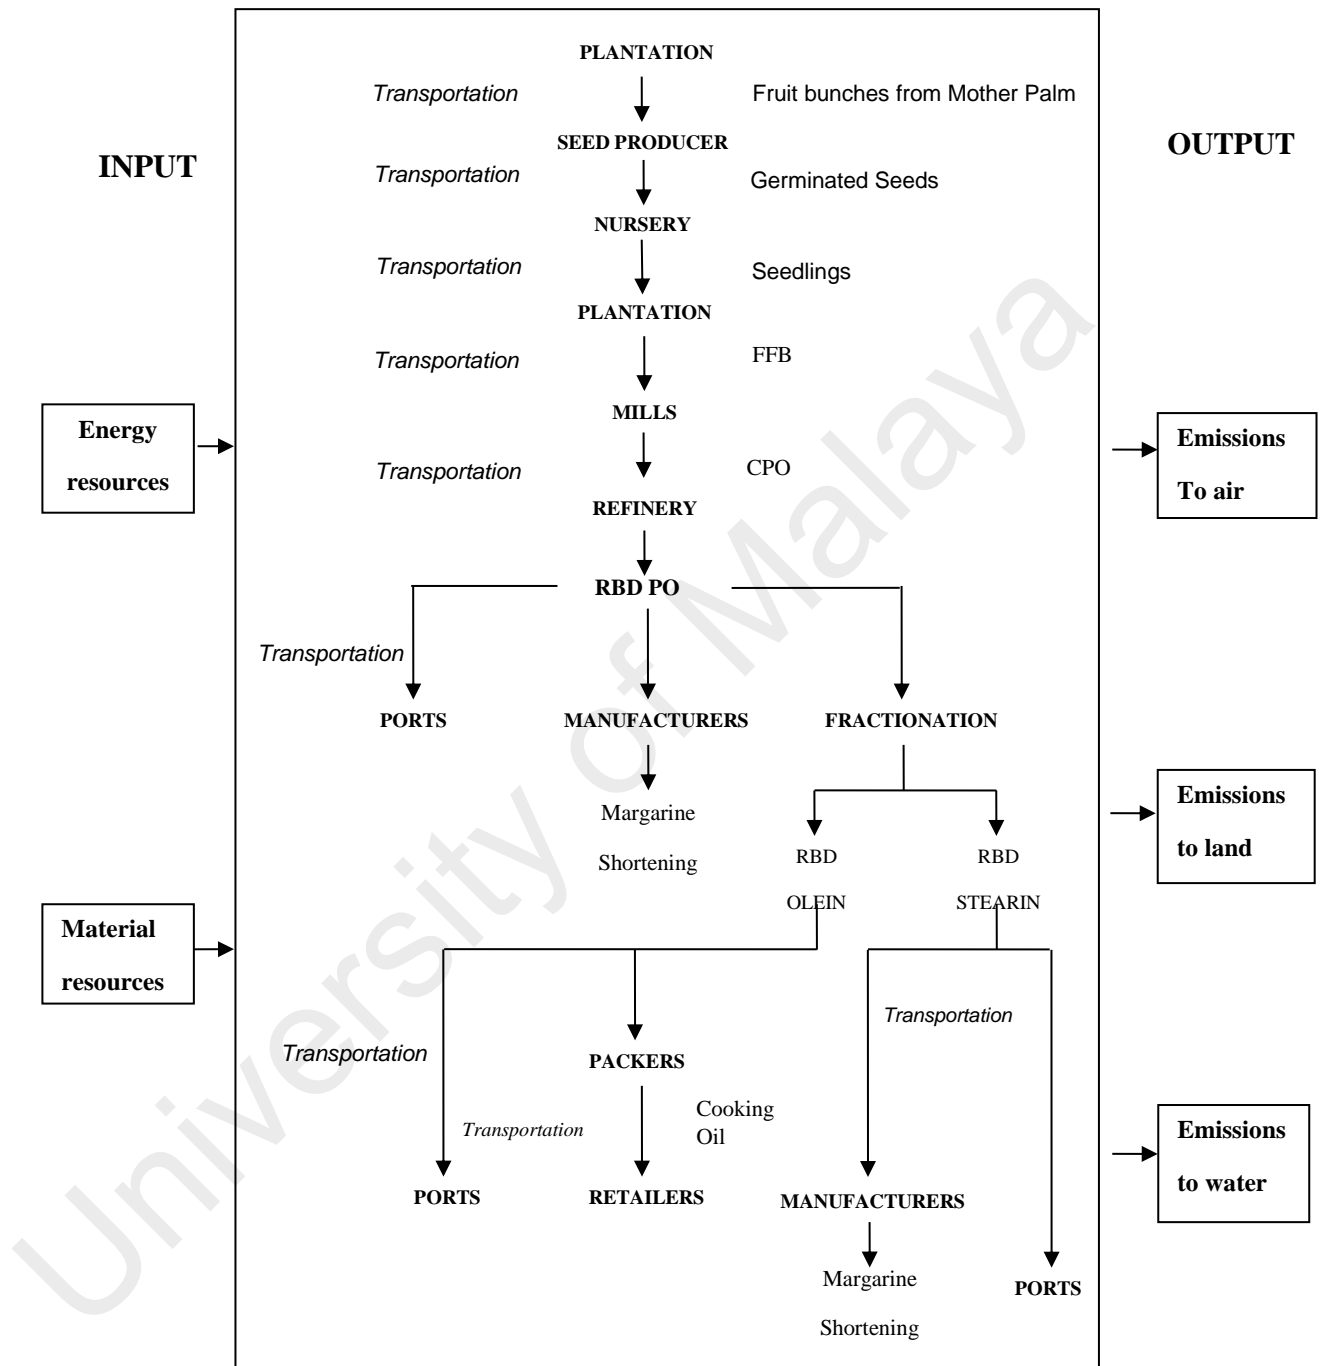 PLANTATION
Transportation
Fruit bunches from Mother Palm
SEED PRODUCER
INPUT
OUTPUT
Transportation
Germinated Seeds
NURSERY
Transportation
Seedlings
PLANTATION
Transportation
FFB
MILLS
Energy
resources
Emissions
To air
Transportation
CPO
REFINERY
RBD PO
Transportation
PORTS
MANUFACTURERS
FRACTIONATION
Margarine
Shortening
RBD
OLEIN
RBD
STEARIN
Emissions
to land
Material
resources
Transportation
Transportation
PACKERS
Transportation
Cooking
Oil
PORTS
RETAILERS
MANUFACTURERS
Emissions
to water
Margarine
Shortening
PORTS
University of Malaya